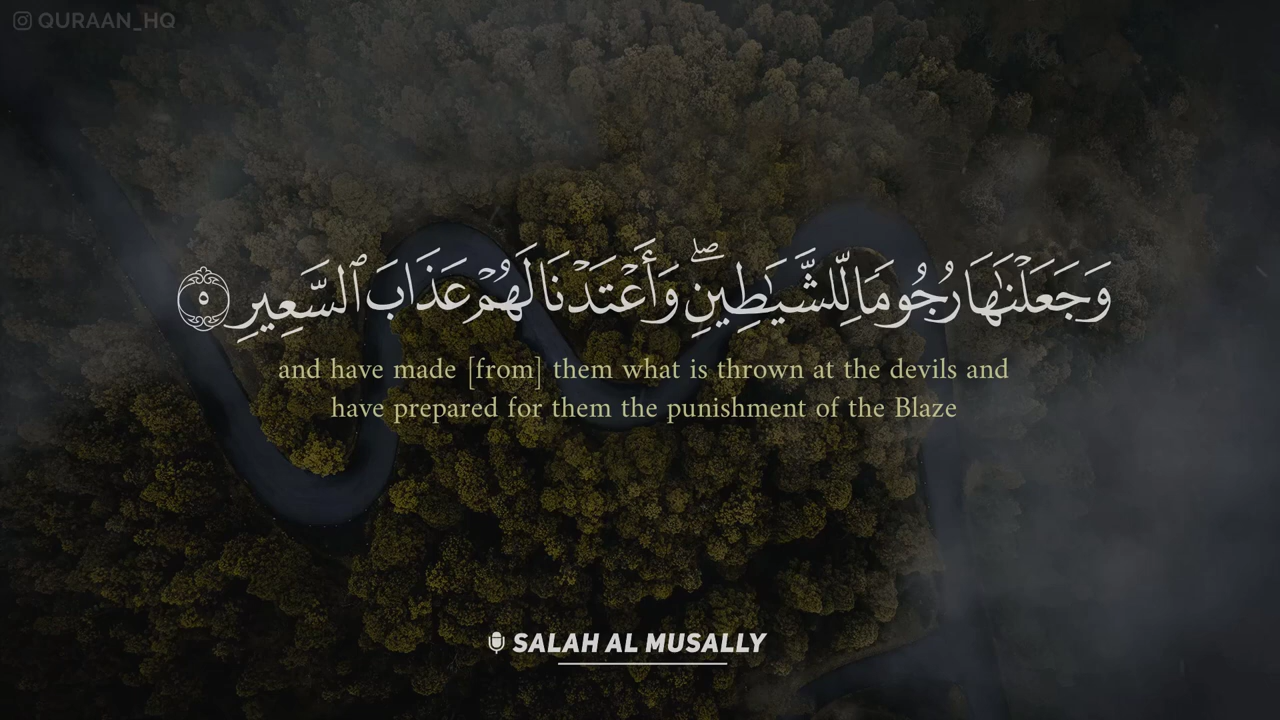 QURAAN_HQ
وَجَعَلْنَٰهَا رُجُومًا لِّلشَّيَٰطِينِ ۖ وَأَعْتَدْنَا لَهُمْ عَذَابَ ٱلسَّعِيرِ ٥
and have made [from] them what is thrown at the devils and
have prepared for them the punishment of the Blaze
SALAH AL MUSALLY